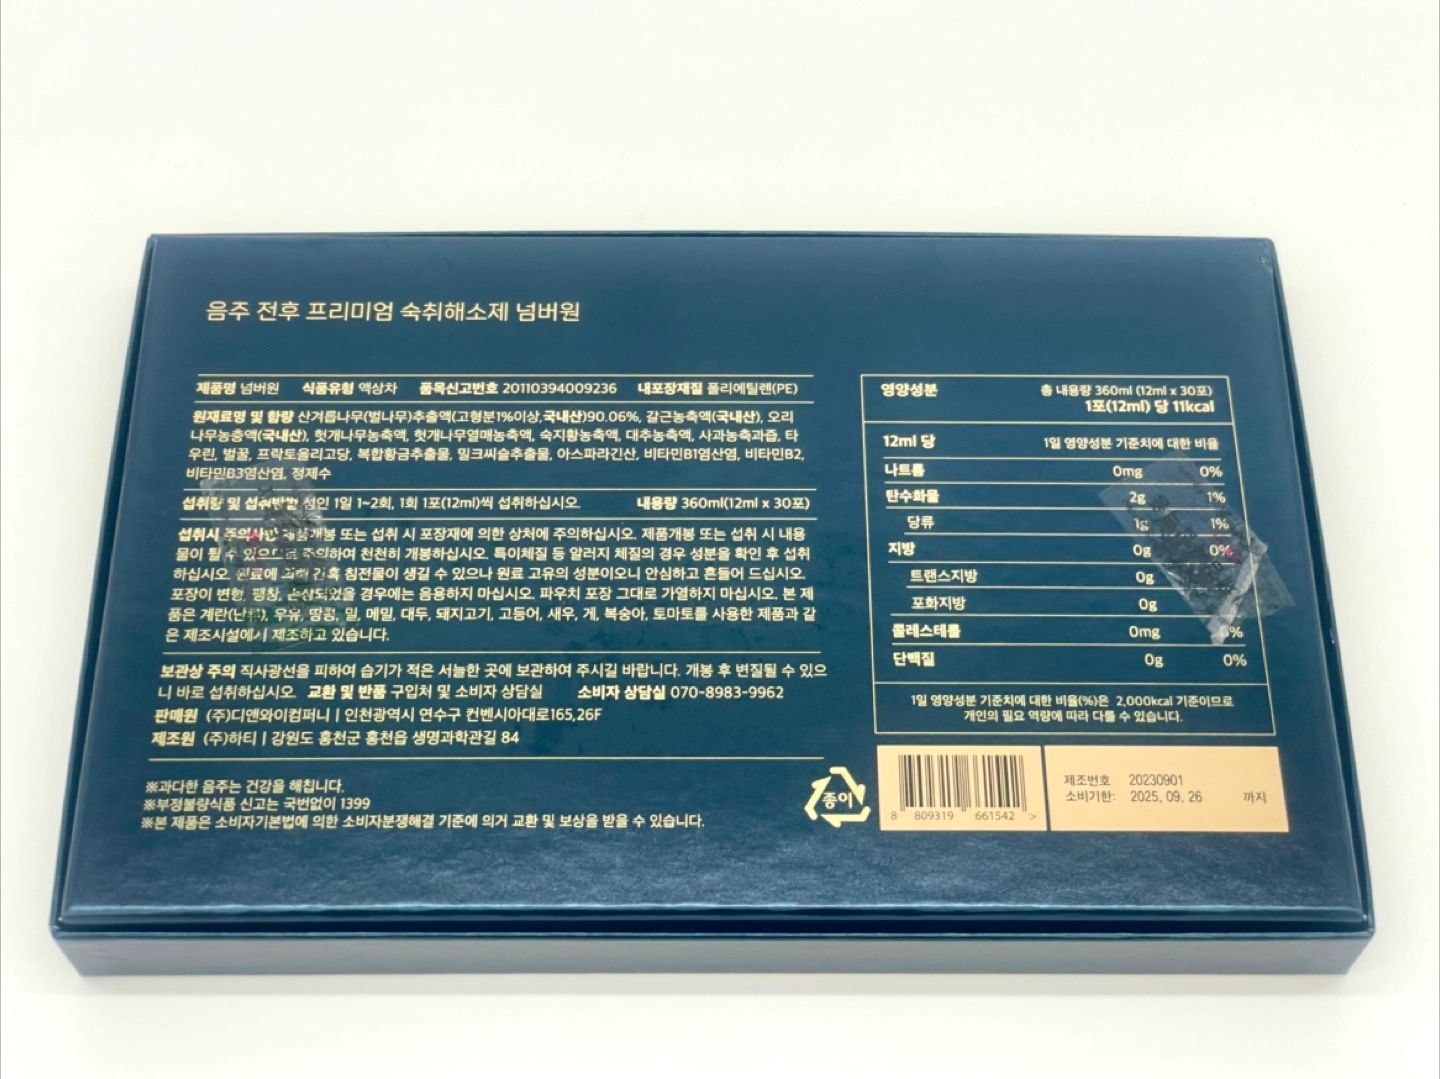 음주 전후 프리미엄 숙취해소제 넘버원
제품명 넘버원 식품유형 액상차 품목신고번호 20110394009236 내포장재질 폴리에틸렌(PE)
원재료명 및 함량 산겨릅나무(벌나무)추출액(고형분1%이상,국내산)90.06%, 갈근농축액(국내산), 오리
나무농충액(국내산), 헛개나무농축액, 헛개나무열매농축액, 숙지황농축액, 대추농축액, 사과농축과즙, 타
우린, 벌꿀, 프락토올리고당, 복합황금추출물, 밀크씨슬추출물, 아스파라긴산, 비타민B1염산염, 비타민B2,
비타민B3염산염, 정제수
섭취량 및 섭취방법 성인 1일 1~2회, 1회 1포(12ml)씩 섭취하십시오. 내용량 360ml(12ml x 30포)
섭취시 주의사반 제품개봉 또는 섭취 시 포장재에 의한 상처에 주의하십시오. 제품개봉 또는 섭취 시 내용
물이 튈 수 있으므로 주의하여 천천히 개봉하십시오. 특이체질 등 알러지 체질의 경우 성분을 확인 후 섭취
하십시오. 원료에 의해 간혹 침전물이 생길 수 있으나 원료 고유의 성분이오니 안심하고 흔들어 드십시오.
포장이 변형, 팽창, 손상되었을 경우에는 음용하지 마십시오. 파우치 포장 그대로 가열하지 마십시오. 본 제
품은 계란(난류), 우유, 땅콩, 밀, 메밀, 대두, 돼지고기, 고등어, 새우, 게, 복숭아, 토마토를 사용한 제품과 같
은 제조시설에서 제조하고 있습니다.
보관상 주의 직사광선을 피하여 습기가 적은 서늘한 곳에 보관하여 주시길 바랍니다. 개봉 후 변질될 수 있으
니 바로 섭취하십시오. 교환 및 반품 구입처 및 소비자 상담실 소비자 상담실 070-8983-9962
판매원 (주)디앤와이컴퍼니 | 인천광역시 연수구 컨벤시아대로165,26F
제조원 (주)하티 | 강원도 홍천군 홍천읍 생명과학관길 84
※과다한 음주는 건강을 해칩니다.
※부정불량식품 신고는 국번없이 1399
※본 제품은 소비자기본법에 의한 소비자분쟁해결 기준에 의거 교환 및 보상을 받을 수 있습니다.
종이
영양성분 총 내용량 360ml (12ml x 30포)
1포(12ml) 당 11kcal
12ml 당 1일 영양성분 기준치에 대한 비율
나트륨 0mg 0%
탄수화물 2g 1%
당류 1g 1%
지방 0g 0%
트랜스지방 0g
포화지방 0g
콜레스테롤 0mg 0%
단백질 0g 0%
1일 영양성분 기준치에 대한 비율(%)은 2,000kcal 기준이므로
개인의 필요 역량에 따라 다룰 수 있습니다.
8 809319 661542 >
제조번호 20230901
소비기한: 2025. 09. 26 까지